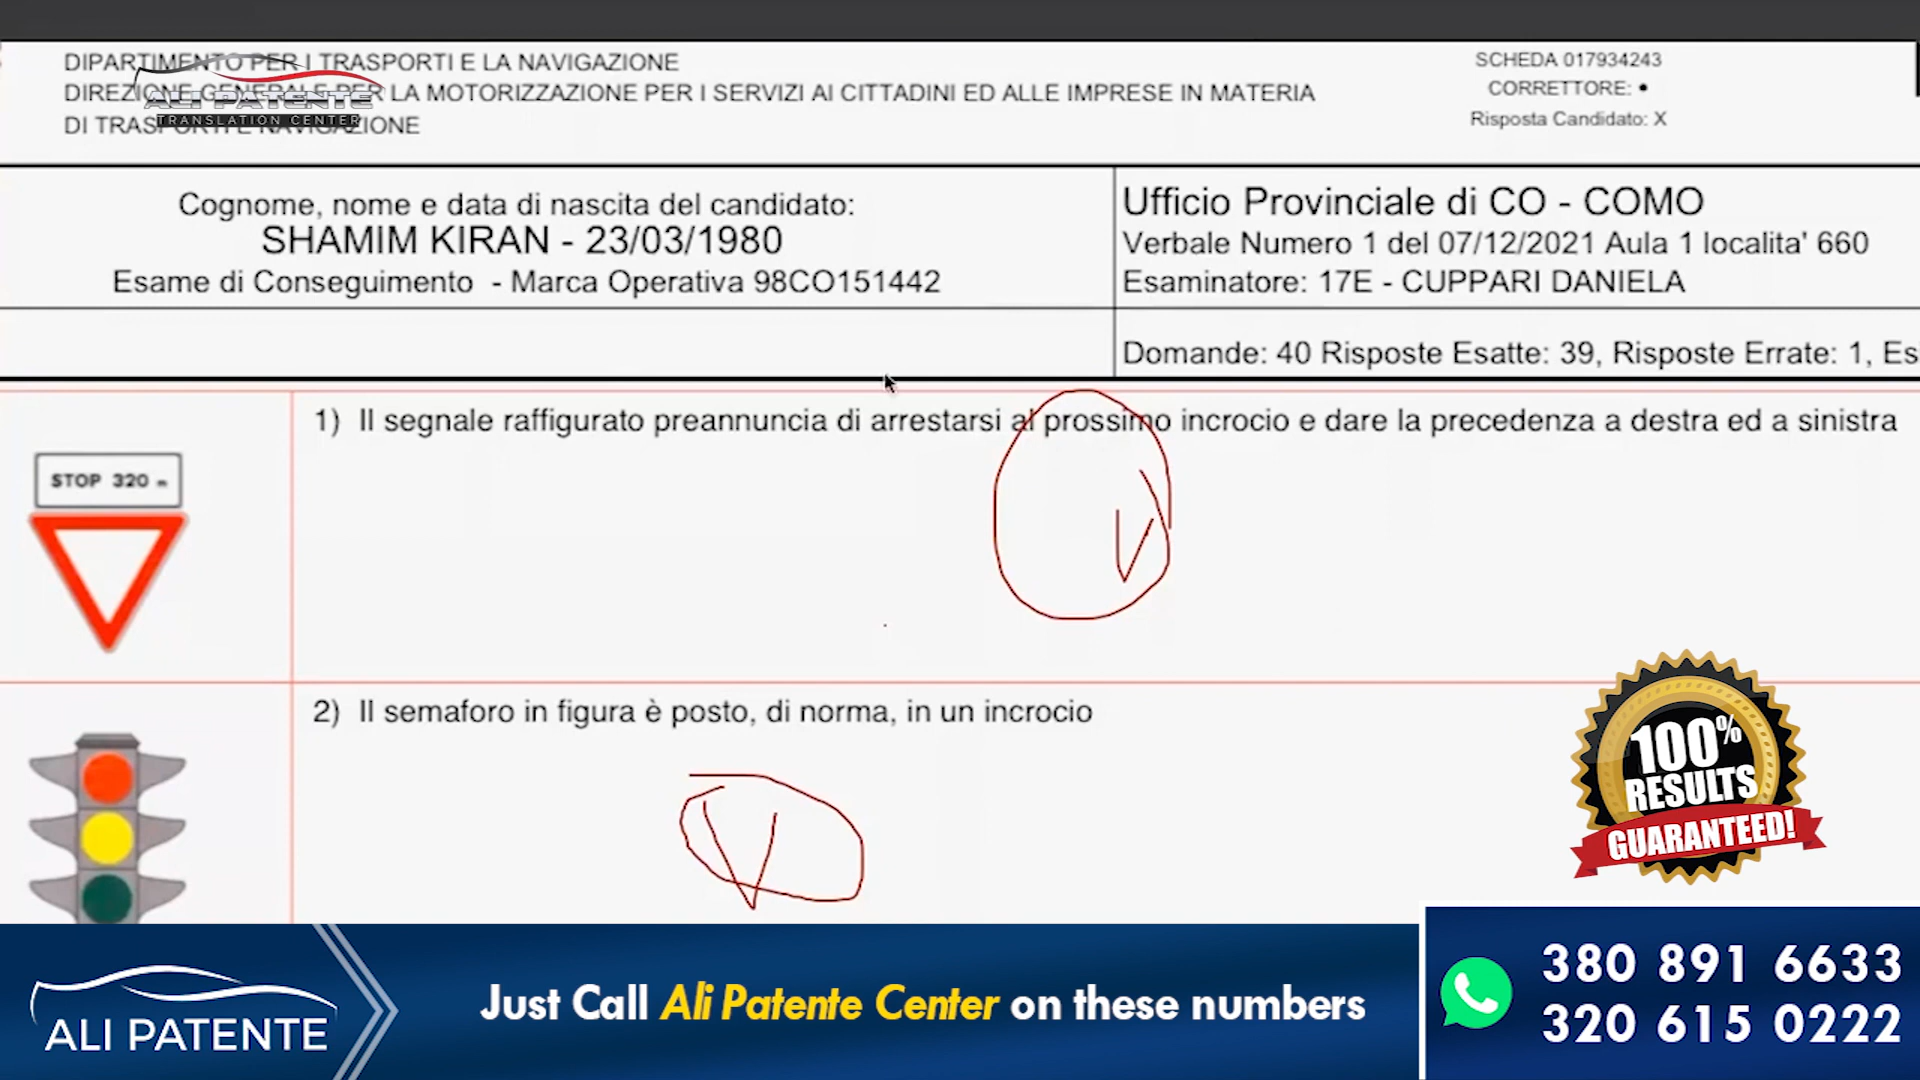 DIPARTIMENTO PER I TRASPORTI E LA NAVIGAZIONE
DIREZIONE GENERALE PER LA MOTORIZZAZIONE PER I SERVIZI AI CITTADINI ED ALLE IMPRESE IN MATERIA
DI TRASPORTI E NAVIGAZIONE
ALI PATENTE
TRANSLATION CENTER
SCHEDA 017934243
CORRETTORE: •
Risposta Candidato: X
Cognome, nome e data di nascita del candidato:
SHAMIM KIRAN - 23/03/1980
Esame di Conseguimento - Marca Operativa 98CO151442
Ufficio Provinciale di CO - COMO
Verbale Numero 1 del 07/12/2021 Aula 1 localita' 660
Esaminatore: 17E - CUPPARI DANIELA
Domande: 40 Risposte Esatte: 39, Risposte Errate: 1, Es
1) Il segnale raffigurato preannuncia di arrestarsi al prossimo incrocio e dare la precedenza a destra ed a sinistra
STOP 320 m
V
2) Il semaforo in figura è posto, di norma, in un incrocio
V
100%
RESULTS
GUARANTEED!
ALI PATENTE
Just Call Ali Patente Center on these numbers
380 891 6633
320 615 0222